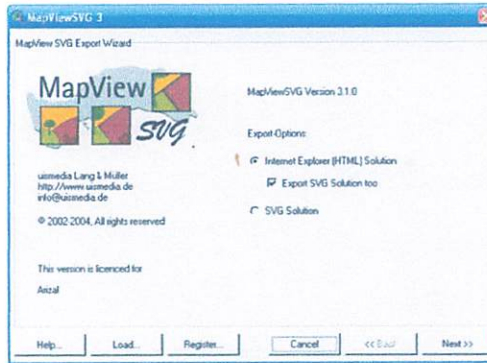 MapViewSVG 3
MapView SVG Export Wizard
MapView
SVG
uismedia Lang & Müller
http://www.uismedia.de
info@uismedia.de
© 2002-2004, All rights reserved
This version is licenced for
Arizal
MapViewSVG Version 3.1.0
Export-Options:
Internet Explorer (HTML) Solution
Export SVG Solution too
SVG Solution
Help...
Load...
Register...
Cancel
<< Back
Next >>